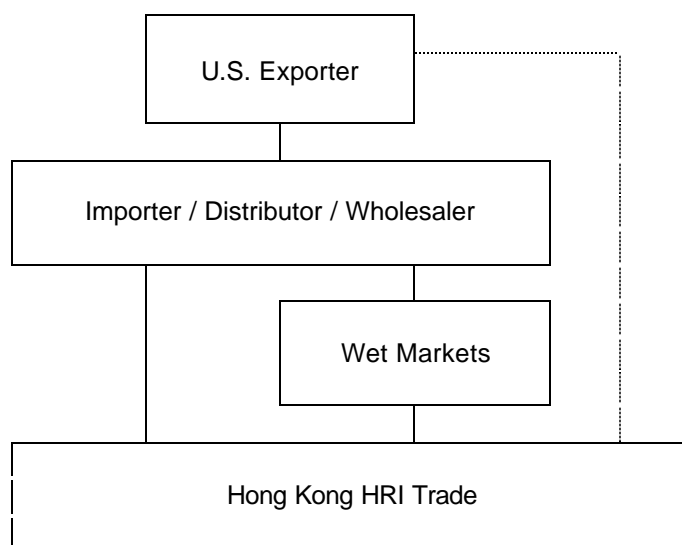 U.S. Exporter
Importer / Distributor / Wholesaler
Wet Markets
Hong Kong HRI Trade